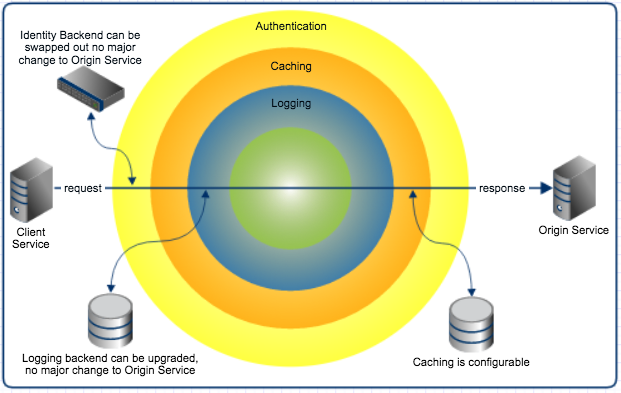 Identity Backend can be
swapped out no major
change to Origin Service
Authentication
Caching
Logging
request
response
Client
Service
Origin Service
Logging backend can be upgraded,
no major change to Origin Service
Caching is configurable